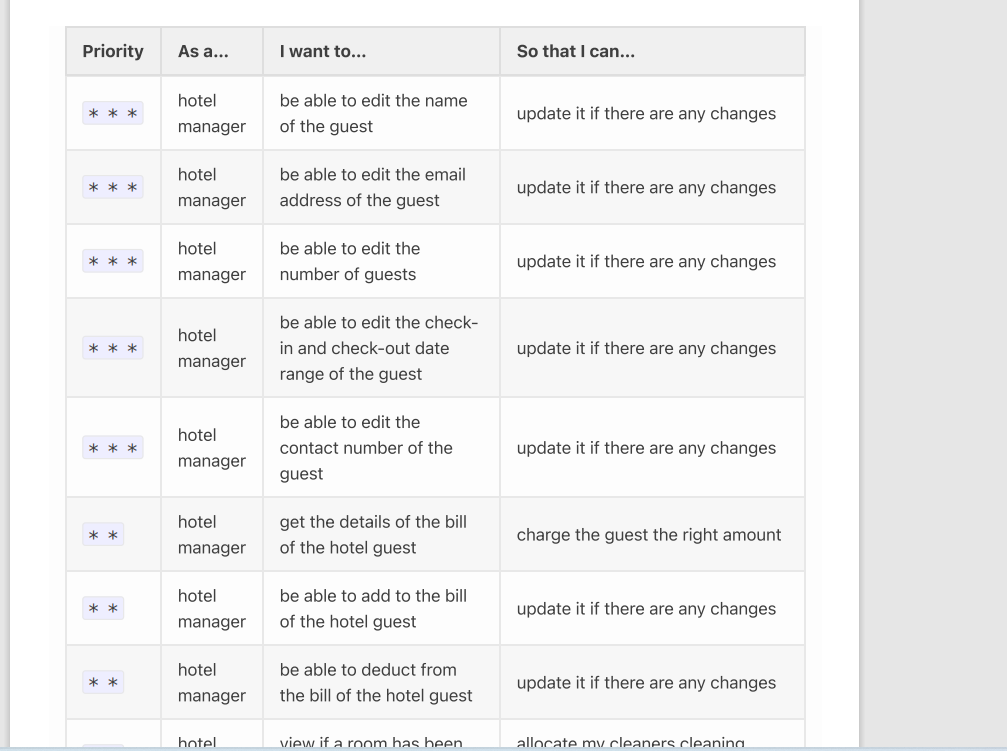 Priority As a... I want to... So that I can...
* * * hotel manager be able to edit the name of the guest update it if there are any changes
* * * hotel manager be able to edit the email address of the guest update it if there are any changes
* * * hotel manager be able to edit the number of guests update it if there are any changes
* * * hotel manager be able to edit the check-in and check-out date range of the guest update it if there are any changes
* * * hotel manager be able to edit the contact number of the guest update it if there are any changes
* * hotel manager get the details of the bill of the hotel guest charge the guest the right amount
* * hotel manager be able to add to the bill of the hotel guest update it if there are any changes
* * hotel manager be able to deduct from the bill of the hotel guest update it if there are any changes
hotel view if a room has been allocate my cleaners cleaning